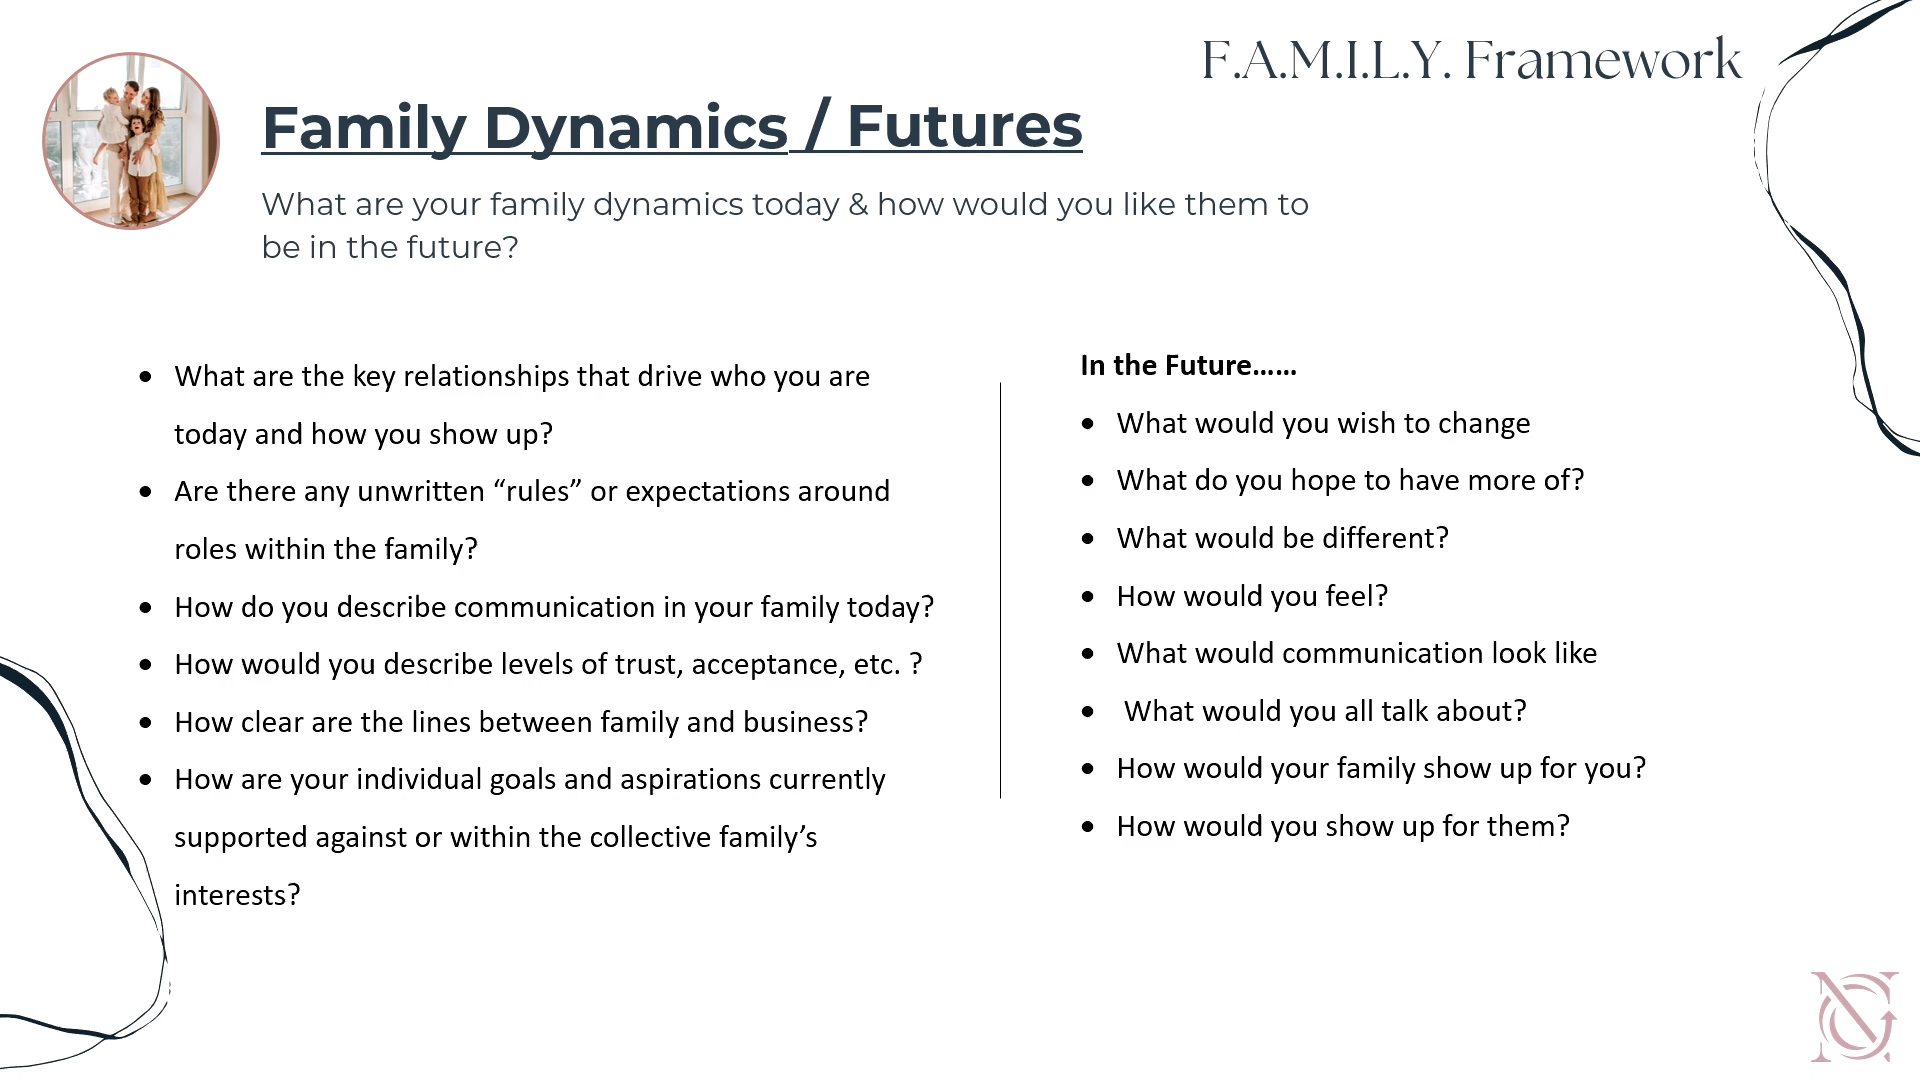 F.A.M.I.L.Y. Framework
Family Dynamics / Futures
What are your family dynamics today & how would you like them to
be in the future?
• What are the key relationships that drive who you are
today and how you show up?
• Are there any unwritten “rules” or expectations around
roles within the family?
• How do you describe communication in your family today?
• How would you describe levels of trust, acceptance, etc. ?
• How clear are the lines between family and business?
• How are your individual goals and aspirations currently
supported against or within the collective family’s
interests?
In the Future......
• What would you wish to change
• What do you hope to have more of?
• What would be different?
• How would you feel?
• What would communication look like
• What would you all talk about?
• How would your family show up for you?
• How would you show up for them?